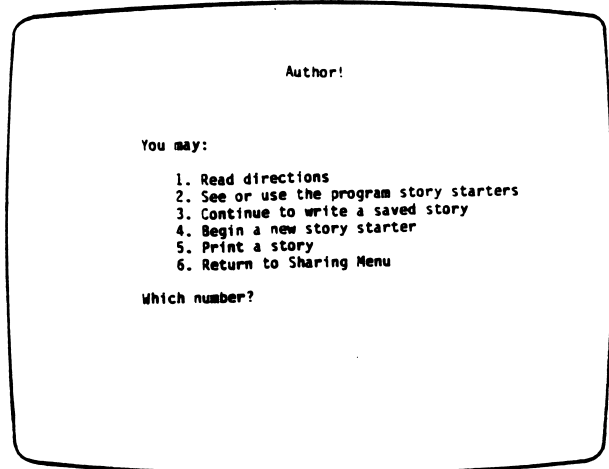 Author!
You may:
1. Read directions
2. See or use the program story starters
3. Continue to write a saved story
4. Begin a new story starter
5. Print a story
6. Return to Sharing Menu
Which number?